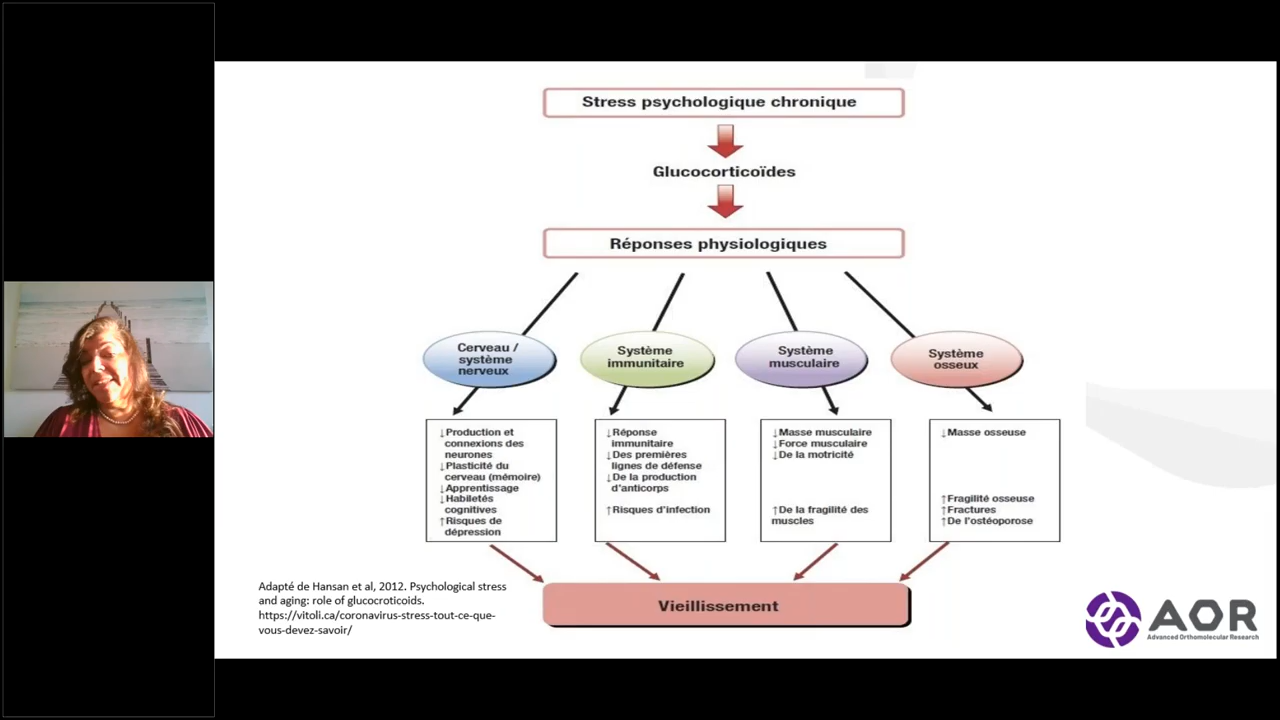 Stress psychologique chronique
Glucocorticoïdes
Réponses physiologiques
Cerveau /
système
nerveux
Système
immunitaire
Système
musculaire
Système
osseux
↓Production et
connexions des
neurones
↓Plasticité du
cerveau (mémoire)
↓Apprentissage
↓Habiletés
cognitives
↑Risques de
dépression
↓Réponse
immunitaire
↓Des premières
lignes de défense
↓De la production
d'anticorps
↑Risques d'infection
↓Masse musculaire
↓Force musculaire
↓De la motricité
↑De la fragilité des
muscles
↓Masse osseuse
↑Fragilité osseuse
↑Fractures
↑De l'ostéoporose
Vieillissement
Adapté de Hansan et al, 2012. Psychological stress
and aging: role of glucocroticoids.
https://vitoli.ca/coronavirus-stress-tout-ce-que-
vous-devez-savoir/
AOR
Advanced Orthomolecular Research